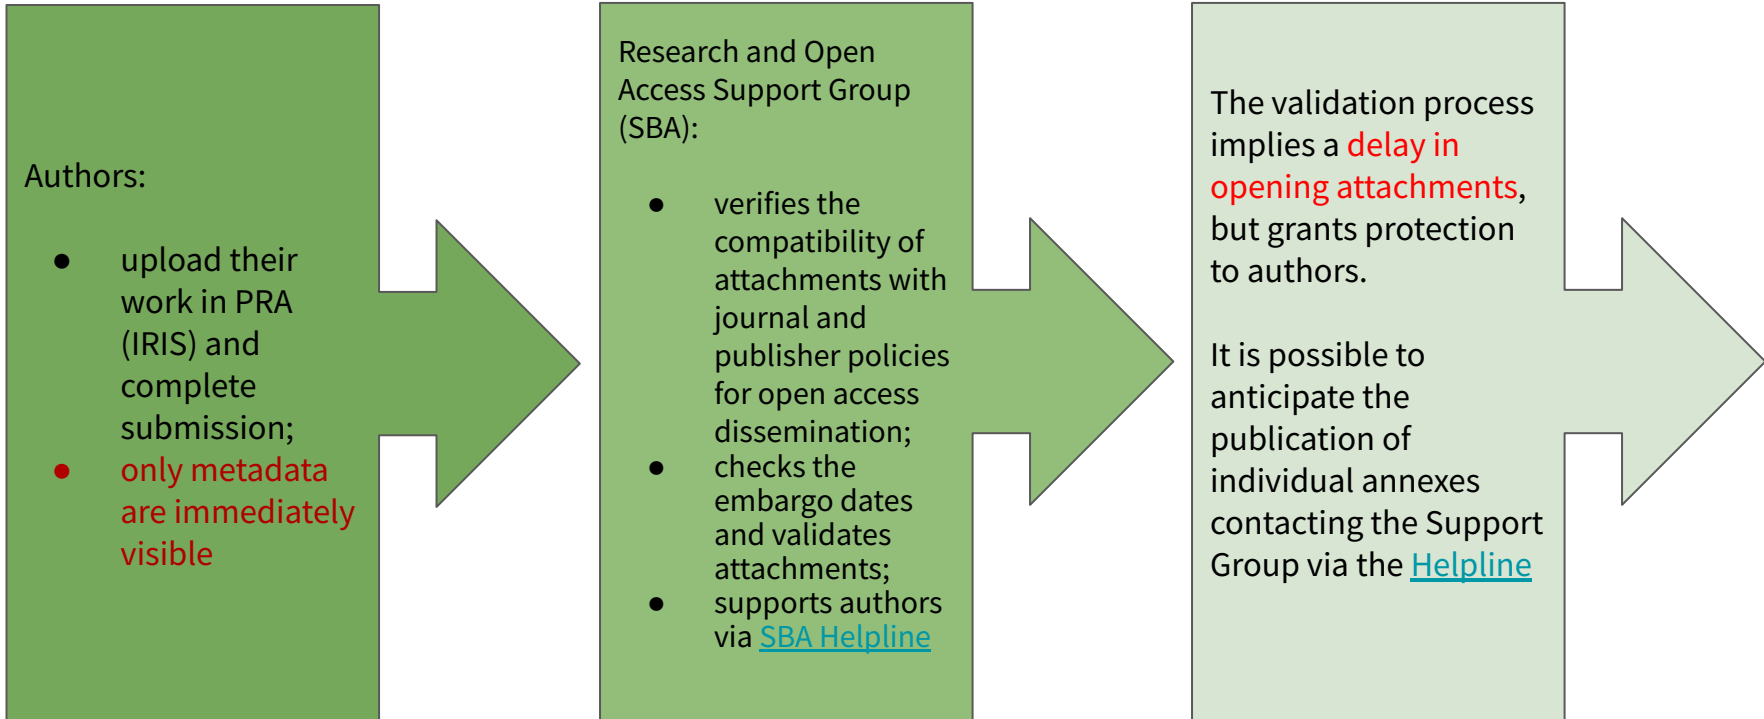 Authors:
● upload their
work in PRA
(IRIS) and
complete
submission;
● only metadata
are immediately
visible
Research and Open
Access Support Group
(SBA):
● verifies the
compatibility of
attachments with
journal and
publisher policies
for open access
dissemination;
● checks the
embargo dates
and validates
attachments;
● supports authors
via SBA Helpline
The validation process
implies a delay in
opening attachments,
but grants protection
to authors.
It is possible to
anticipate the
publication of
individual annexes
contacting the Support
Group via the Helpline